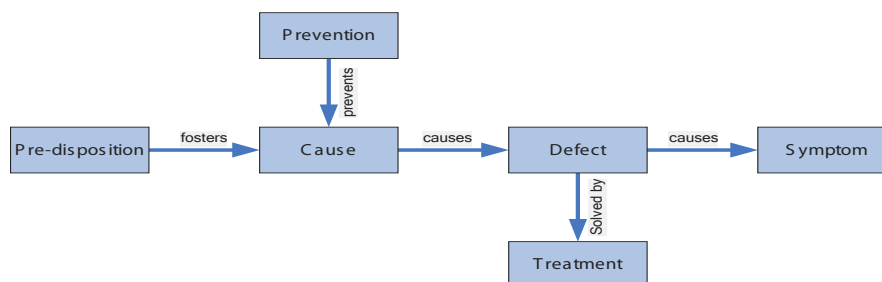 Prevention
prevents
Pre-disposition
fosters
Cause
causes
Defect
causes
Symptom
Solved by
Treatment